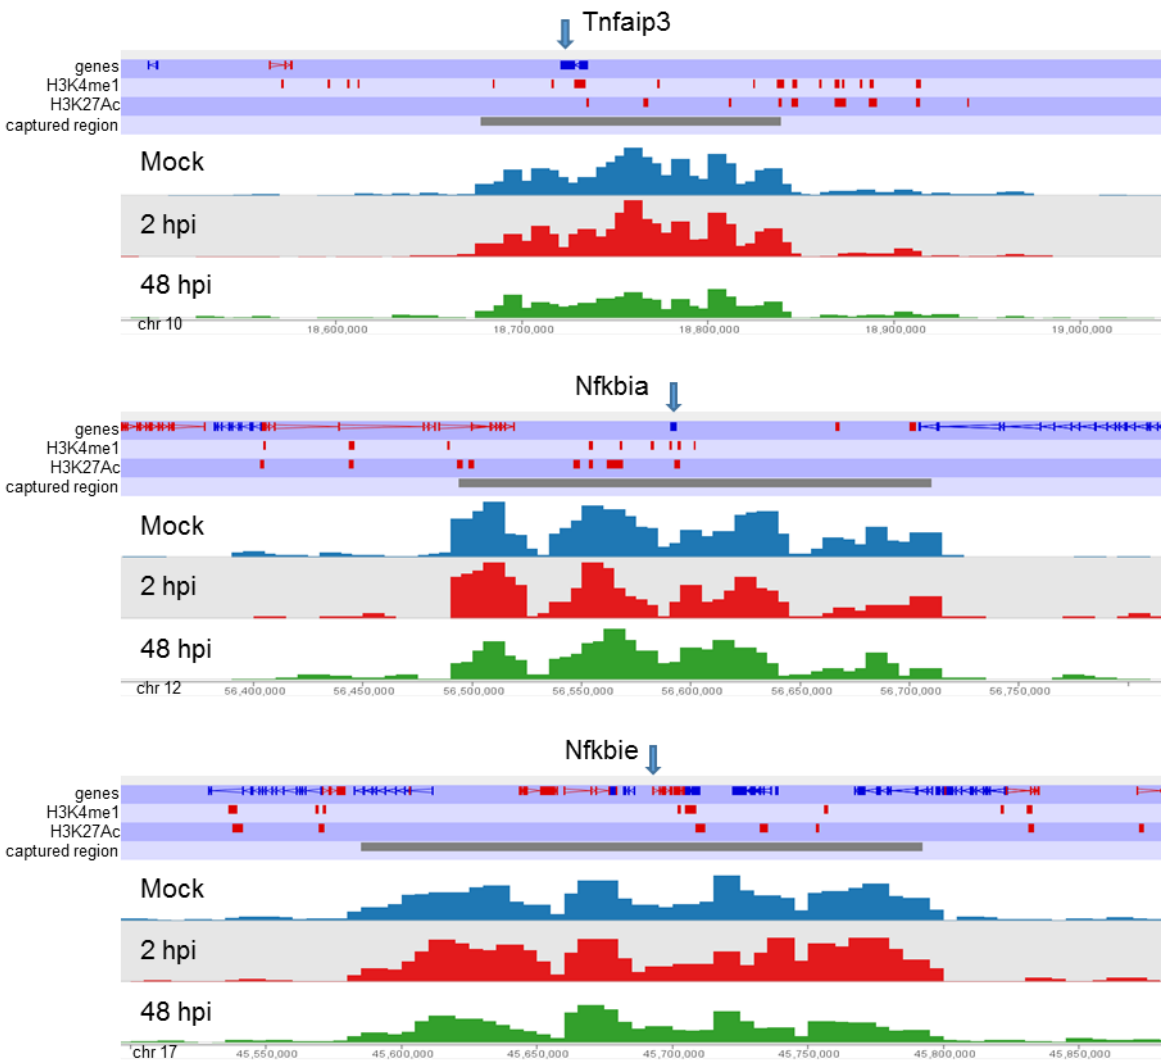 Tnfaip3
genes
H3K4me1
H3K27Ac
captured region
Mock
2 hpi
48 hpi
chr 10
18,600,000 18,700,000 18,800,000 18,900,000 19,000,000
Nfkbia
genes
H3K4me1
H3K27Ac
captured region
Mock
2 hpi
48 hpi
chr 12
56,400,000 56,450,000 56,500,000 56,550,000 56,600,000 56,650,000 56,700,000 56,750,000
Nfkbie
genes
H3K4me1
H3K27Ac
captured region
Mock
2 hpi
48 hpi
chr 17
45,550,000 45,600,000 45,650,000 45,700,000 45,750,000 45,800,000 45,850,000